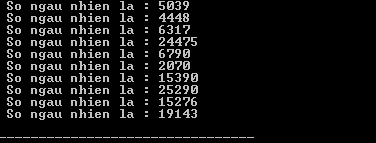 So ngau nhien la : 5039
So ngau nhien la : 4448
So ngau nhien la : 6317
So ngau nhien la : 24475
So ngau nhien la : 6790
So ngau nhien la : 2070
So ngau nhien la : 15390
So ngau nhien la : 25290
So ngau nhien la : 15276
So ngau nhien la : 19143